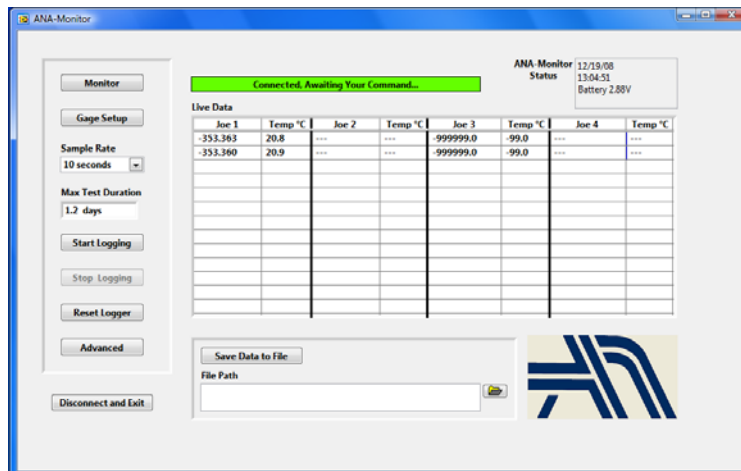 ANA-Monitor
Monitor
Gage Setup
Sample Rate
10 seconds
Max Test Duration
1.2 days
Start Logging
Stop Logging
Reset Logger
Advanced
Disconnect and Exit
Connected, Awaiting Your Command...
ANA-Monitor Status
12/19/08
13:04:51
Battery 2.88V
Live Data
Joe 1 Temp °C Joe 2 Temp °C Joe 3 Temp °C Joe 4 Temp °C
-353.363 20.8 --- --- -999999.0 -99.0 --- ---
-353.360 20.9 --- --- -999999.0 -99.0 --- ---
Save Data to File
File Path